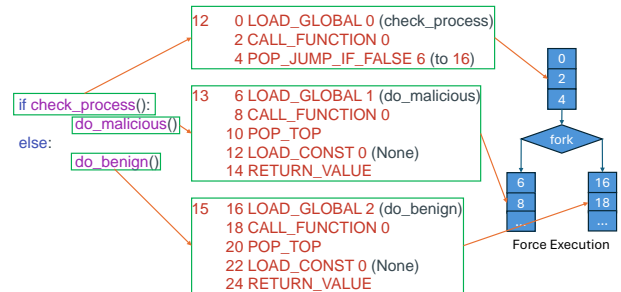 if check_process():
do_malicious()
else:
do_benign()
12 0 LOAD_GLOBAL 0 (check_process)
2 CALL_FUNCTION 0
4 POP_JUMP_IF_FALSE 6 (to 16)
13 6 LOAD_GLOBAL 1 (do_malicious)
8 CALL_FUNCTION 0
10 POP_TOP
12 LOAD_CONST 0 (None)
14 RETURN_VALUE
15 16 LOAD_GLOBAL 2 (do_benign)
18 CALL_FUNCTION 0
20 POP_TOP
22 LOAD_CONST 0 (None)
24 RETURN_VALUE
0
2
4
fork
6
8
...
16
18
...
Force Execution